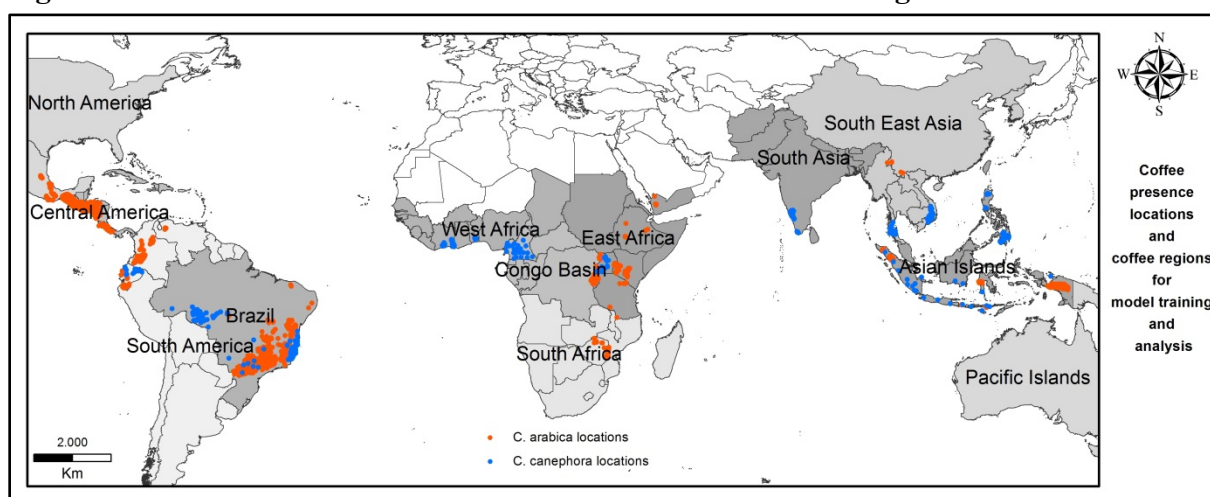 N
W E
S
North America
South East Asia
South Asia
Central America
West Africa
East Africa
Congo Basin
Asian Islands
Brazil
South America
South Africa
Pacific Islands
Coffee
presence
locations
and
coffee regions
for
model training
and
analysis
2.000
Km
C. arabica locations
C. canephora locations